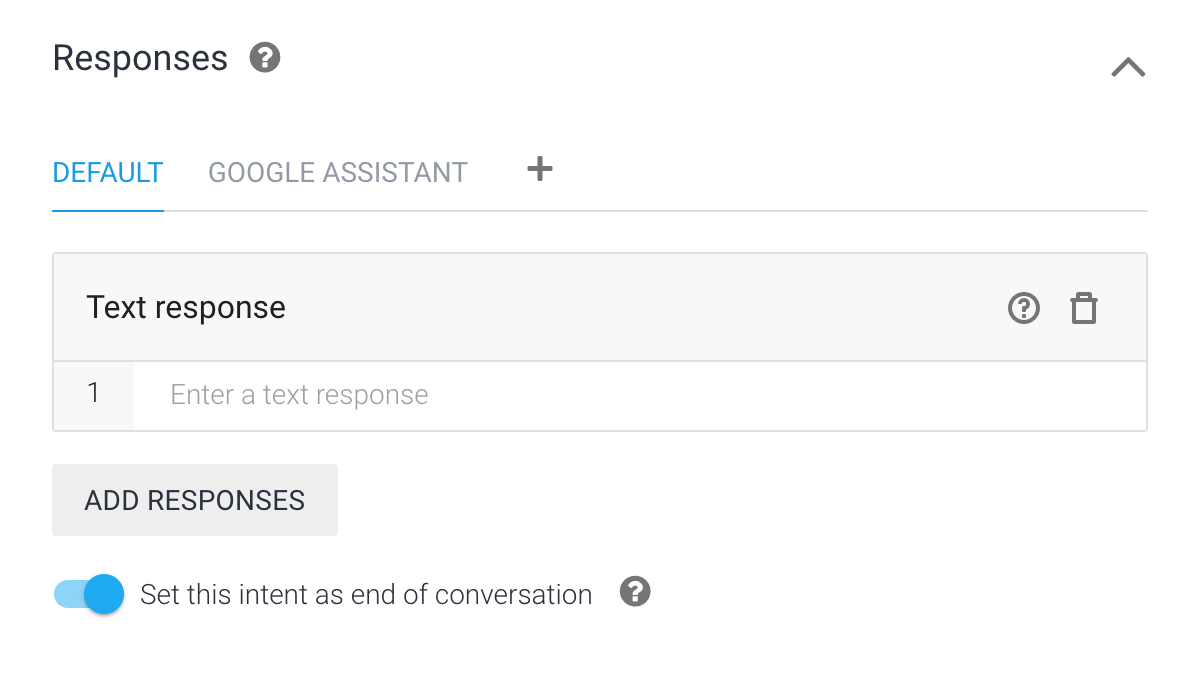 Responses
DEFAULT GOOGLE ASSISTANT +
Text response
1 Enter a text response
ADD RESPONSES
Set this intent as end of conversation